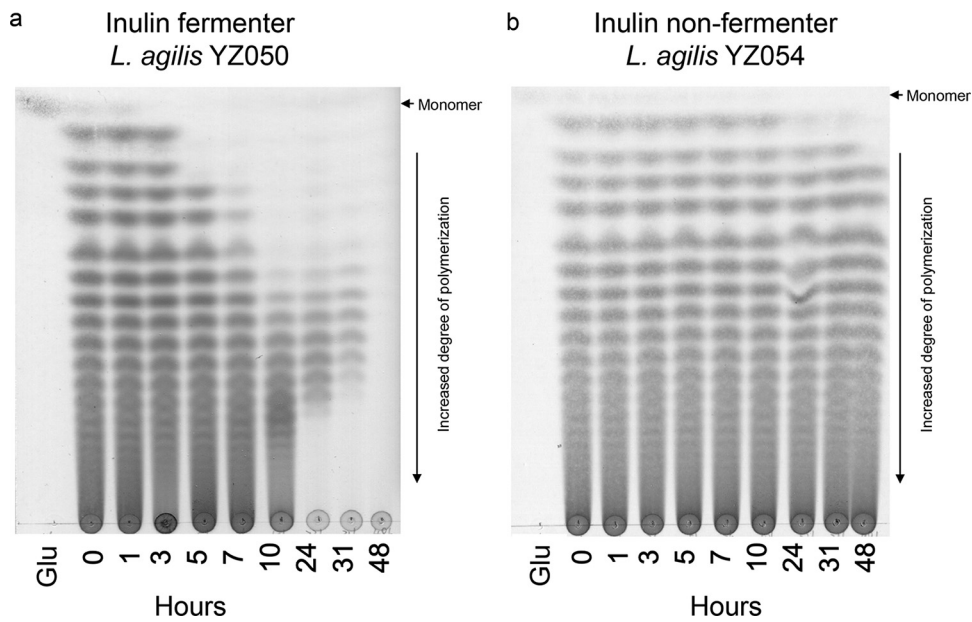 a
Inulin fermenter
L. agilis YZ050
Monomer
Increased degree of polymerization
Glu 0 1 3 5 7 10 24 31 48
Hours
b
Inulin non-fermenter
L. agilis YZ054
Monomer
Increased degree of polymerization
Glu 0 1 3 5 7 10 24 31 48
Hours